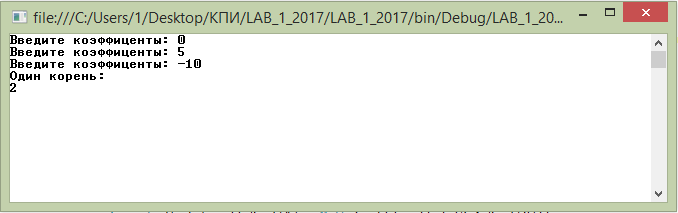 file:///C:/Users/1/Desktop/КПИ/LAB_1_2017/LAB_1_2017/bin/Debug/LAB_1_20...
Введите коэффиценты: 0
Введите коэффиценты: 5
Введите коэффиценты: -10
Один корень:
2